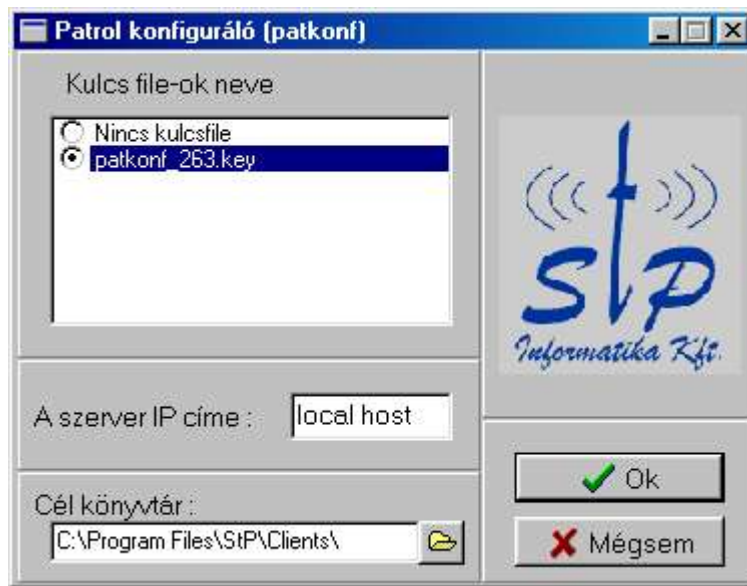 Patrol konfiguráló (patkonf)
Kulcs file-ok neve
Nincs kulcsfile
patkonf_263.key
StP
Informatika Kft.
A szerver IP címe :
local host
Cél könyvtár :
C:\Program Files\StP\Clients\
Ok
Mégsem